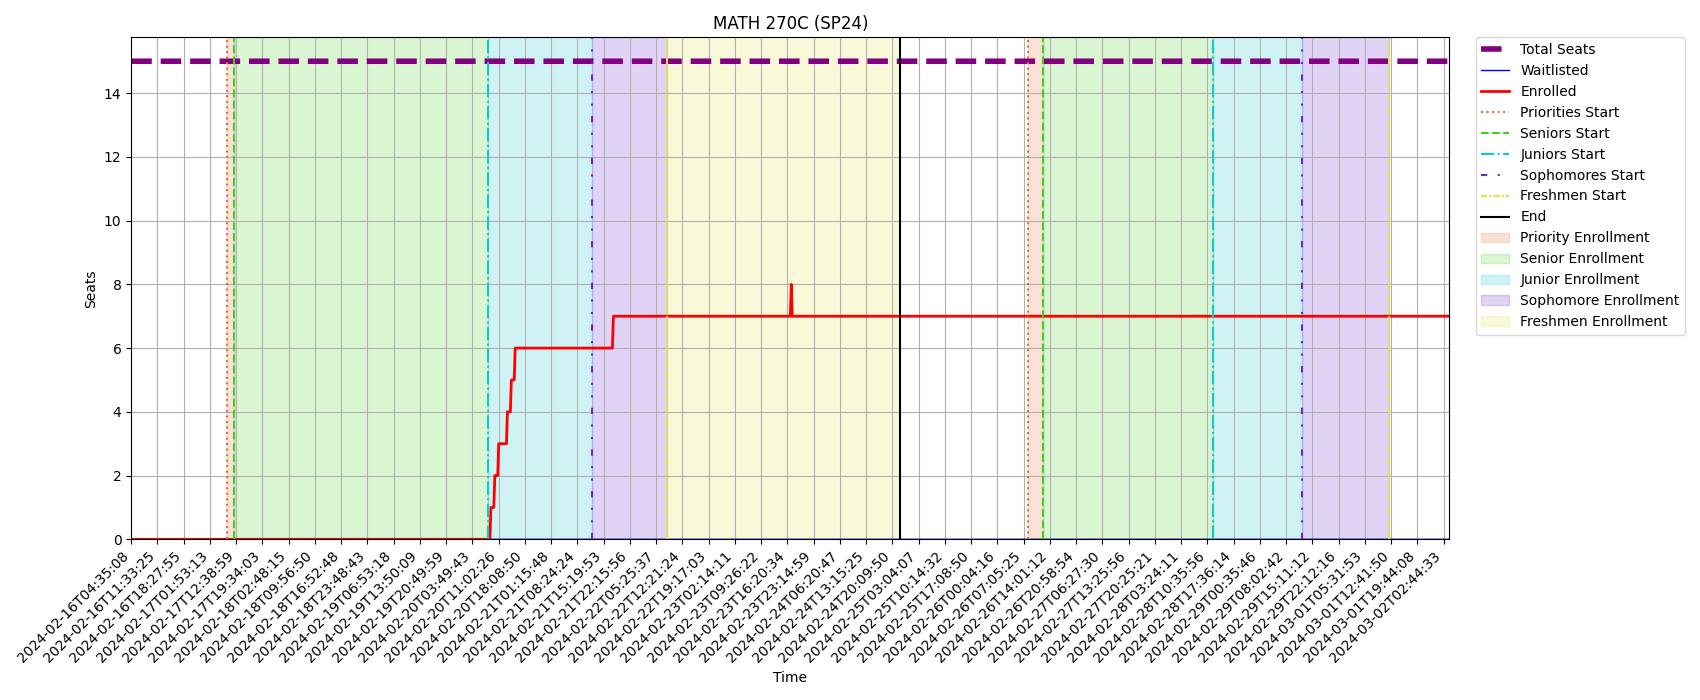 MATH 270C (SP24)
Seats
14
12
10
8
6
4
2
0
2024-02-16T04:35:08
2024-02-16T11:33:25
2024-02-16T18:27:55
2024-02-17T01:53:13
2024-02-17T12:38:59
2024-02-17T19:34:03
2024-02-18T02:48:15
2024-02-18T09:56:50
2024-02-18T16:52:48
2024-02-18T23:48:43
2024-02-19T06:53:18
2024-02-19T13:50:09
2024-02-19T20:49:59
2024-02-20T03:49:43
2024-02-20T11:02:26
2024-02-20T18:08:50
2024-02-21T01:15:48
2024-02-21T08:24:24
2024-02-21T15:19:53
2024-02-21T22:15:56
2024-02-22T05:25:37
2024-02-22T12:21:24
2024-02-22T19:17:03
2024-02-23T02:14:11
2024-02-23T09:26:22
2024-02-23T16:20:34
2024-02-23T23:14:59
2024-02-24T06:20:47
2024-02-24T13:15:25
2024-02-24T20:09:50
2024-02-25T03:04:07
2024-02-25T10:14:32
2024-02-25T17:08:50
2024-02-26T00:04:16
2024-02-26T07:05:25
2024-02-26T14:01:12
2024-02-26T20:58:54
2024-02-27T06:27:30
2024-02-27T13:25:56
2024-02-27T20:25:21
2024-02-28T03:24:11
2024-02-28T10:35:56
2024-02-28T17:36:14
2024-02-29T00:35:46
2024-02-29T08:02:42
2024-02-29T15:11:12
2024-02-29T22:12:16
2024-03-01T05:31:53
2024-03-01T12:41:50
2024-03-01T19:44:08
2024-03-02T02:44:33
Time
Total Seats
Waitlisted
Enrolled
Priorities Start
Seniors Start
Juniors Start
Sophomores Start
Freshmen Start
End
Priority Enrollment
Senior Enrollment
Junior Enrollment
Sophomore Enrollment
Freshmen Enrollment